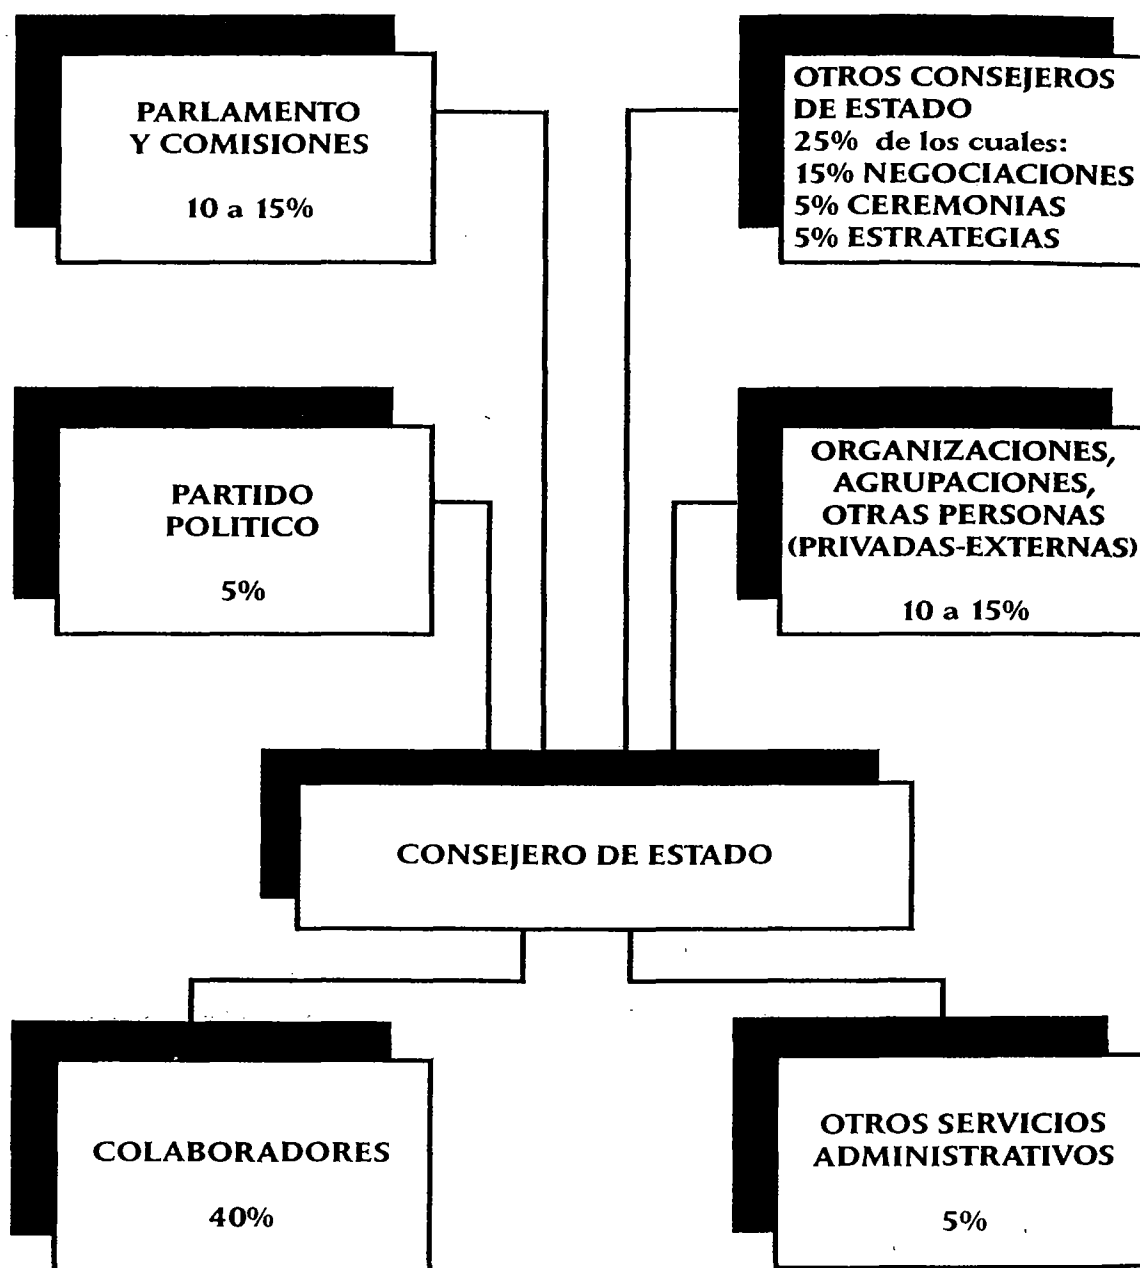 PARLAMENTO
Y COMISIONES
10 a 15%
OTROS CONSEJEROS
DE ESTADO
25% de los cuales:
15% NEGOCIACIONES
5% CEREMONIAS
5% ESTRATEGIAS
PARTIDO
POLITICO
5%
ORGANIZACIONES,
AGRUPACIONES,
OTRAS PERSONAS
(PRIVADAS-EXTERNAS)
10 a 15%
CONSEJERO DE ESTADO
COLABORADORES
40%
OTROS SERVICIOS
ADMINISTRATIVOS
5%